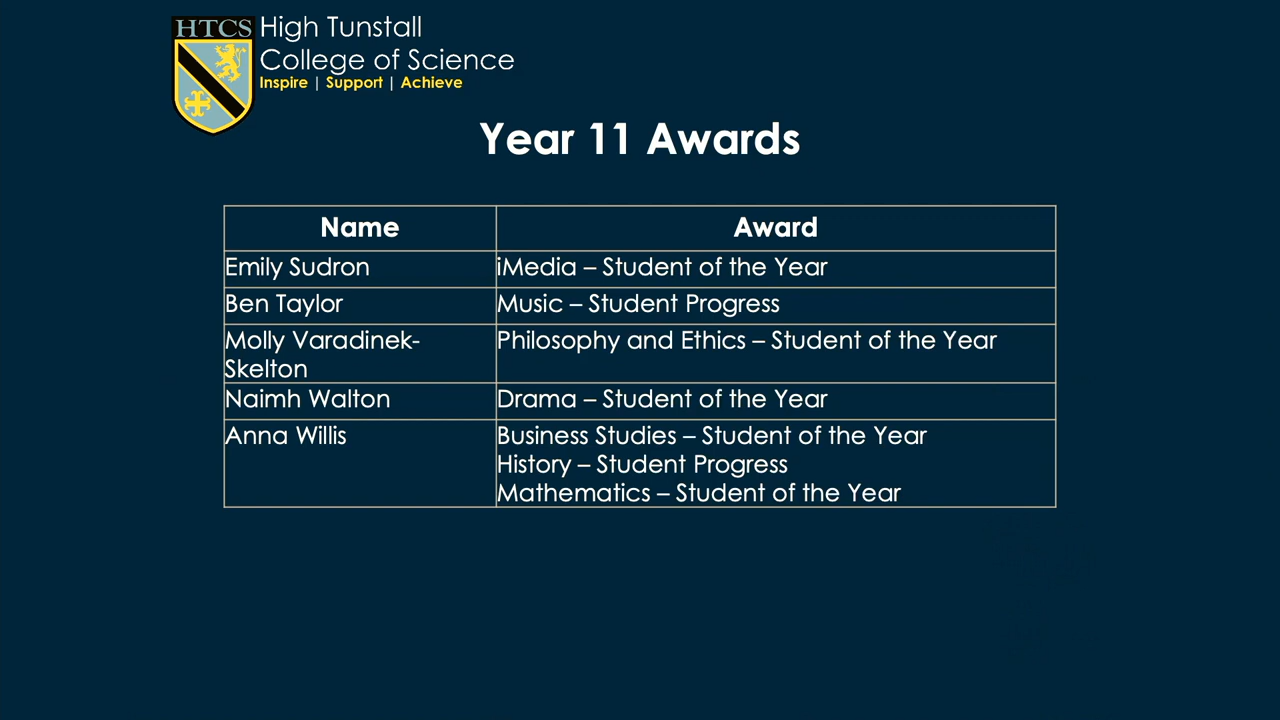 HTCS
High Tunstall
College of Science
Inspire | Support | Achieve
Year 11 Awards
Name Award
Emily Sudron iMedia – Student of the Year
Ben Taylor Music – Student Progress
Molly Varadinek- Philosophy and Ethics – Student of the Year
Skelton
Naimh Walton Drama – Student of the Year
Anna Willis Business Studies – Student of the Year
History – Student Progress
Mathematics – Student of the Year